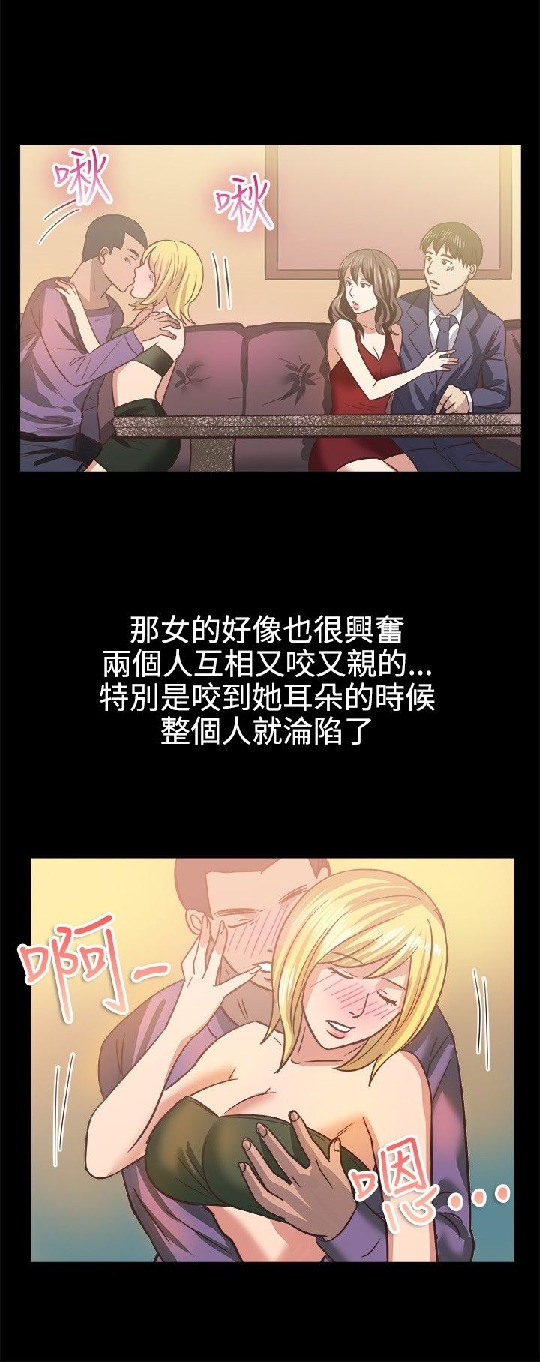 啾
啾
那女的好像也很興奮
兩個人互相又咬又親的...
特別是咬到她耳朵的時候
整個人就淪陷了
啊—
嗯...